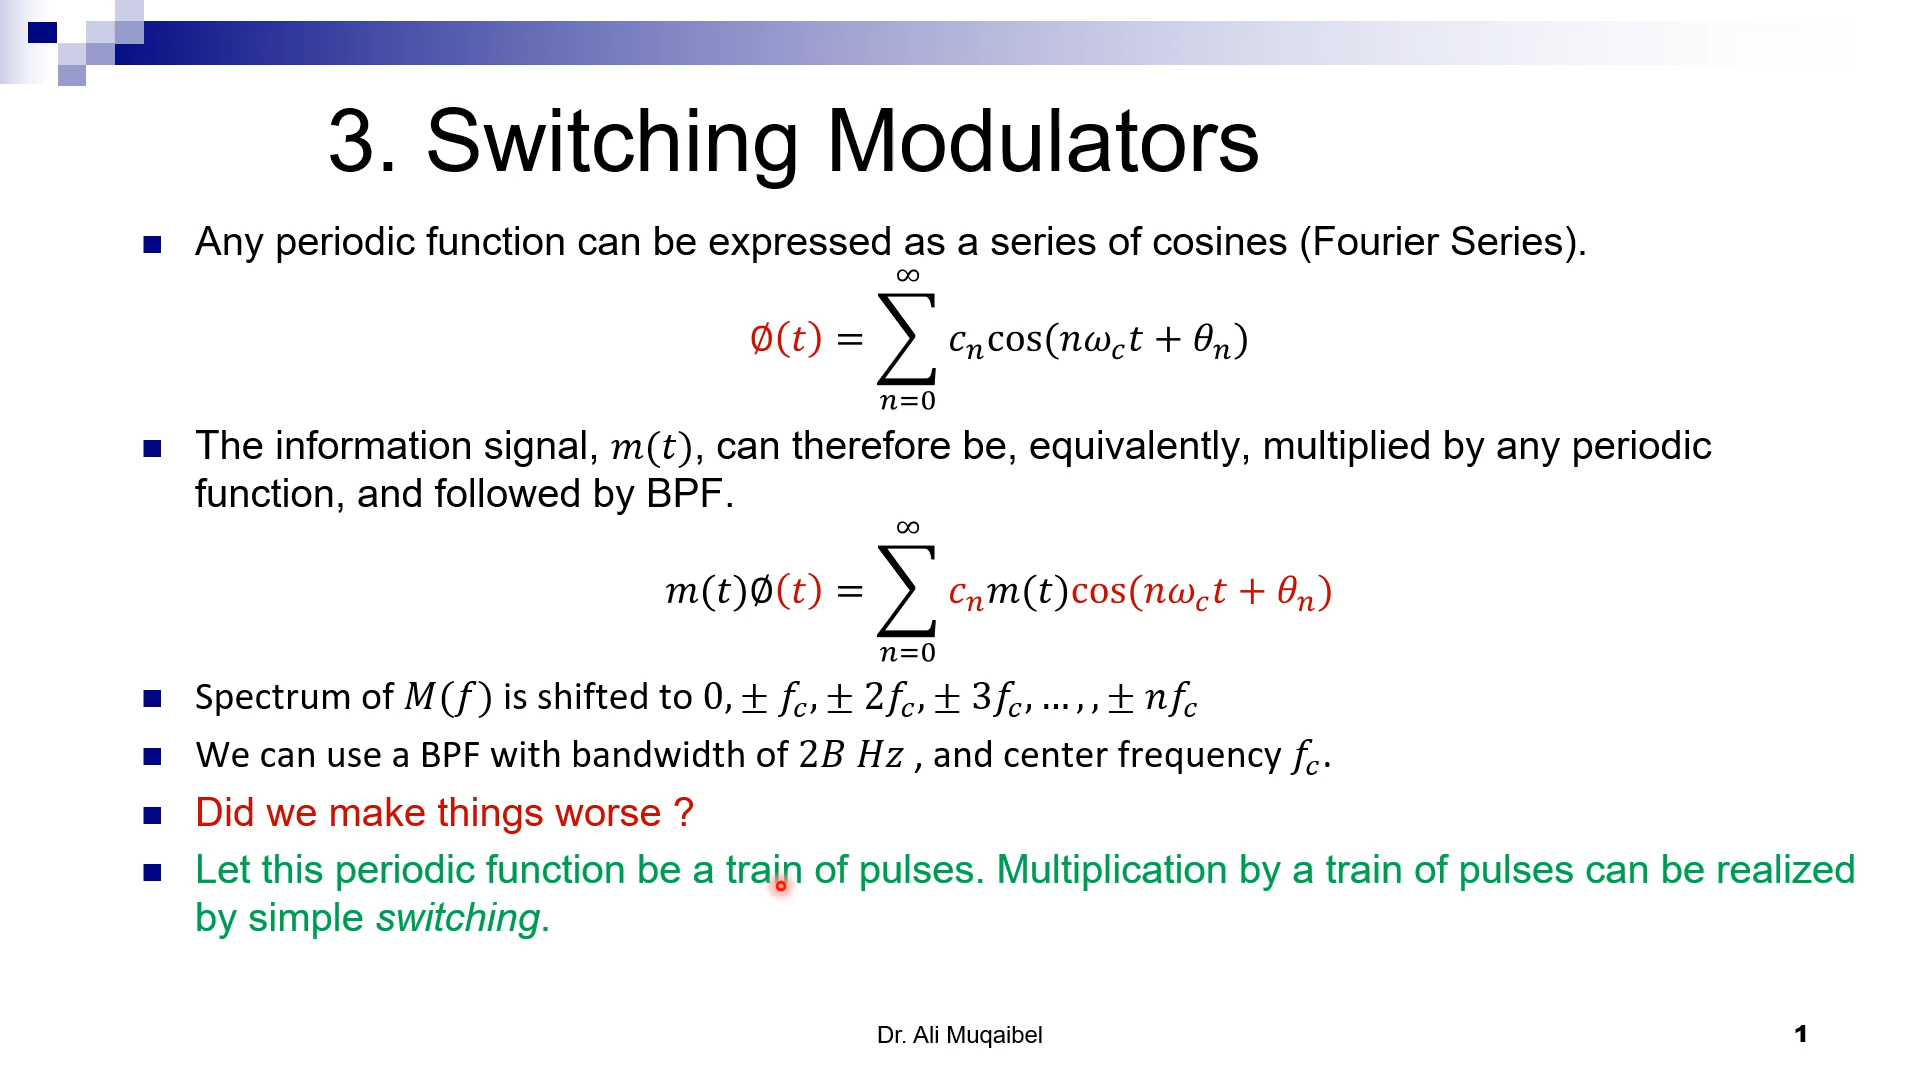 3. Switching Modulators
Any periodic function can be expressed as a series of cosines (Fourier Series).
∅(t) = ∑_{n=0}^{∞} c_n cos(nω_c t + θ_n)
The information signal, m(t), can therefore be, equivalently, multiplied by any periodic
function, and followed by BPF.
m(t)∅(t) = ∑_{n=0}^{∞} c_n m(t)cos(nω_c t + θ_n)
Spectrum of M(f) is shifted to 0, ± f_c, ± 2f_c, ± 3f_c, … , , ± nf_c
We can use a BPF with bandwidth of 2B Hz , and center frequency f_c.
Did we make things worse ?
Let this periodic function be a train of pulses. Multiplication by a train of pulses can be realized
by simple switching.
Dr. Ali Muqaibel
1